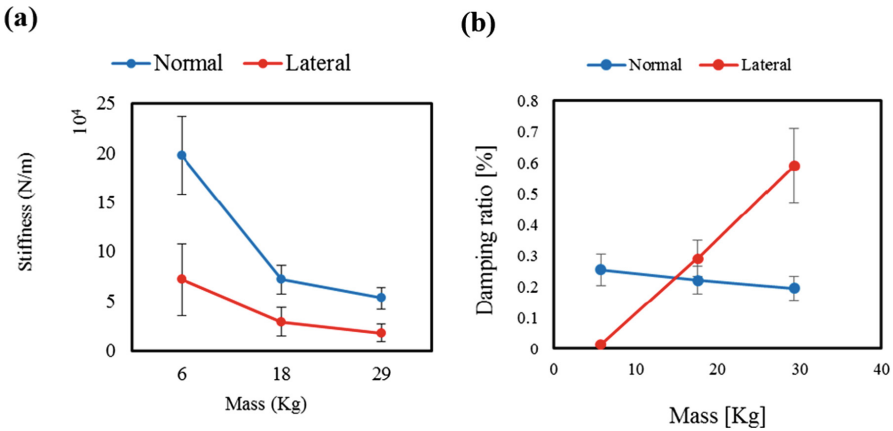 (a)
Normal Lateral
10⁴
Stiffness (N/m)
25
20
15
10
5
0
6 18 29
Mass (Kg)
(b)
Normal Lateral
Damping ratio [%]
0.8
0.7
0.6
0.5
0.4
0.3
0.2
0.1
0
0 10 20 30 40
Mass [Kg]